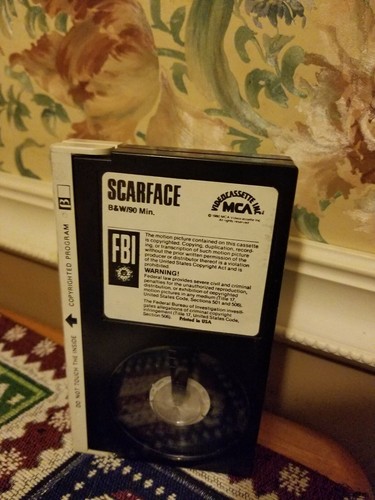 SCARFACE
B&W/90 Min.
VIDEOCASSETTE, INC.
MCA
FBI
The motion picture contained on this cassette
is copyrighted. Copying, duplication, record-
ing, or transcription of such motion picture
without the prior written permission of the
producer or distributor thereof is a violation
of the United States Copyright Act and is
prohibited.
WARNING!
Federal law provides severe civil and criminal
penalties for the unauthorized reproduction,
distribution, or exhibition of copyrighted
motion pictures in any medium (Title 17,
United States Code, Sections 501 and 506).
The Federal Bureau of Investigation investi-
gates allegations of criminal copyright
infringement (Title 17, United States Code,
Section 506).
Printed in USA
COPYRIGHTED PROGRAM
DO NOT TOUCH THE INSIDE